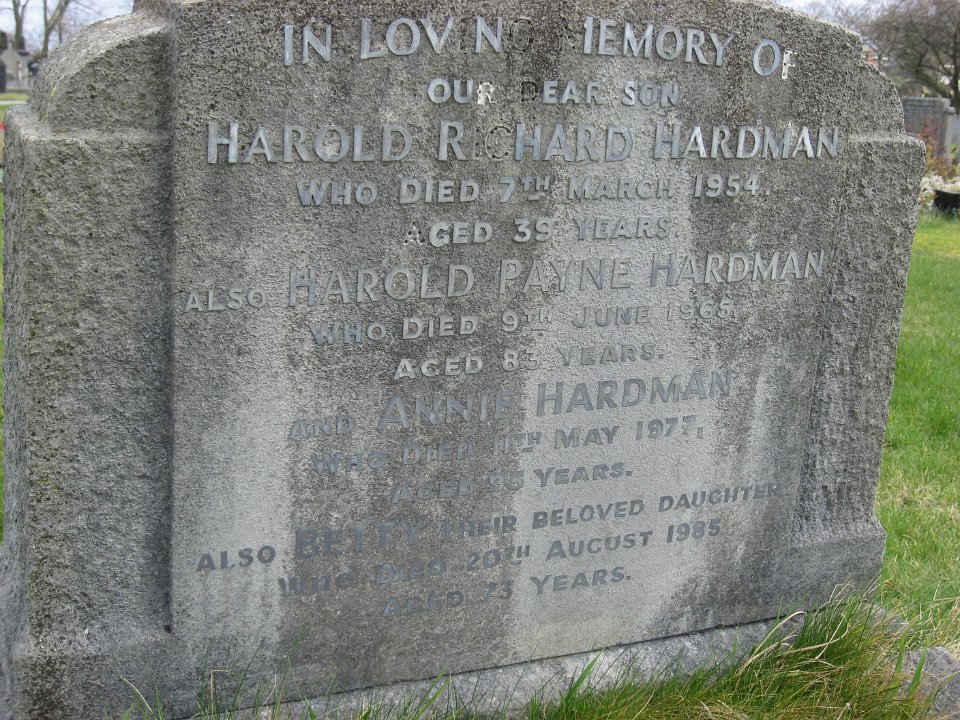 IN LOVING MEMORY OF
OUR DEAR SON
HAROLD RICHARD HARDMAN
WHO DIED 7TH MARCH 1954.
AGED 39 YEARS.
ALSO HAROLD PAYNE HARDMAN
WHO DIED 9TH JUNE 1965.
AGED 83 YEARS.
AND ANNIE HARDMAN
WHO DIED 11TH MAY 1977,
AGED 95 YEARS.
ALSO BETTY THEIR BELOVED DAUGHTER
WHO DIED 20TH AUGUST 1985
AGED 73 YEARS.